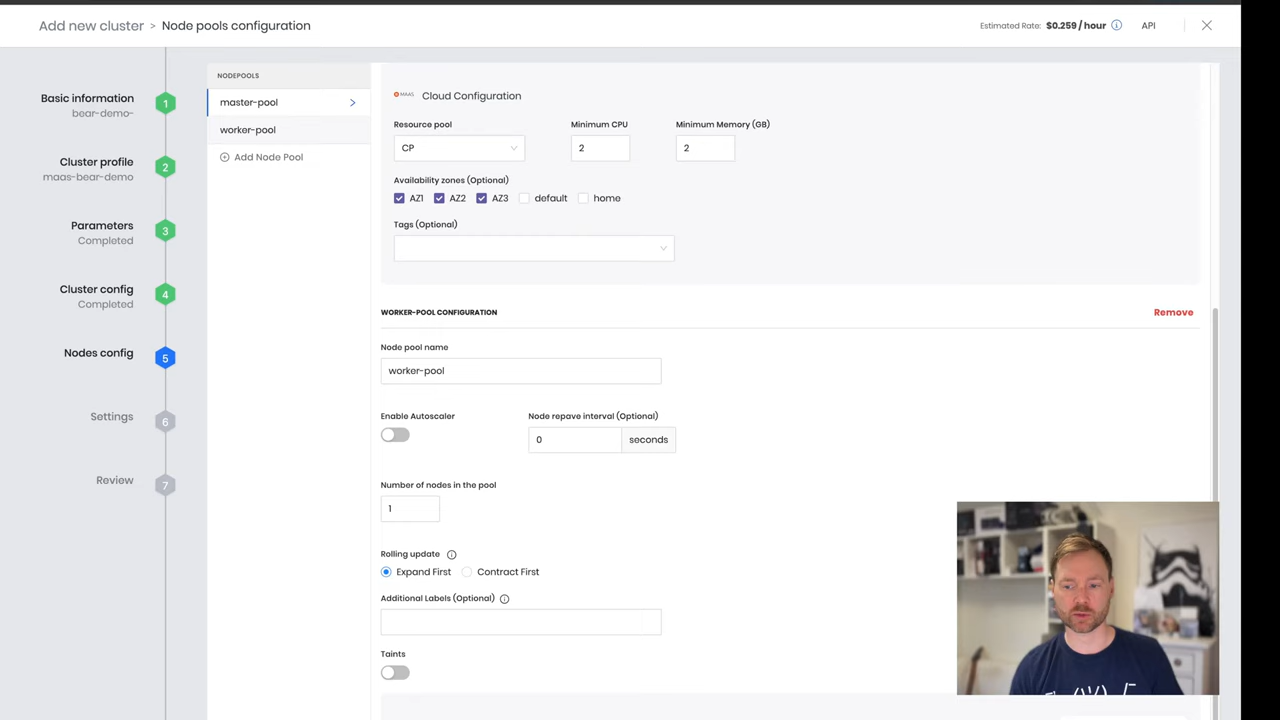 Add new cluster > Node pools configuration
Estimated Rate: $0.259 / hour
API
Basic information
bear-demo-
1
Cluster profile
maas-bear-demo
2
Parameters
Completed
3
Cluster config
Completed
4
Nodes config
5
Settings
6
Review
7
NODEPOOLS
master-pool
worker-pool
Add Node Pool
MAAS Cloud Configuration
Resource pool
Minimum CPU
Minimum Memory (GB)
CP
2
2
Availability zones (Optional)
AZ1 AZ2 AZ3 default home
Tags (Optional)
WORKER-POOL CONFIGURATION
Remove
Node pool name
worker-pool
Enable Autoscaler
Node repave interval (Optional)
0 seconds
Number of nodes in the pool
1
Rolling update
Expand First Contract First
Additional Labels (Optional)
Taints